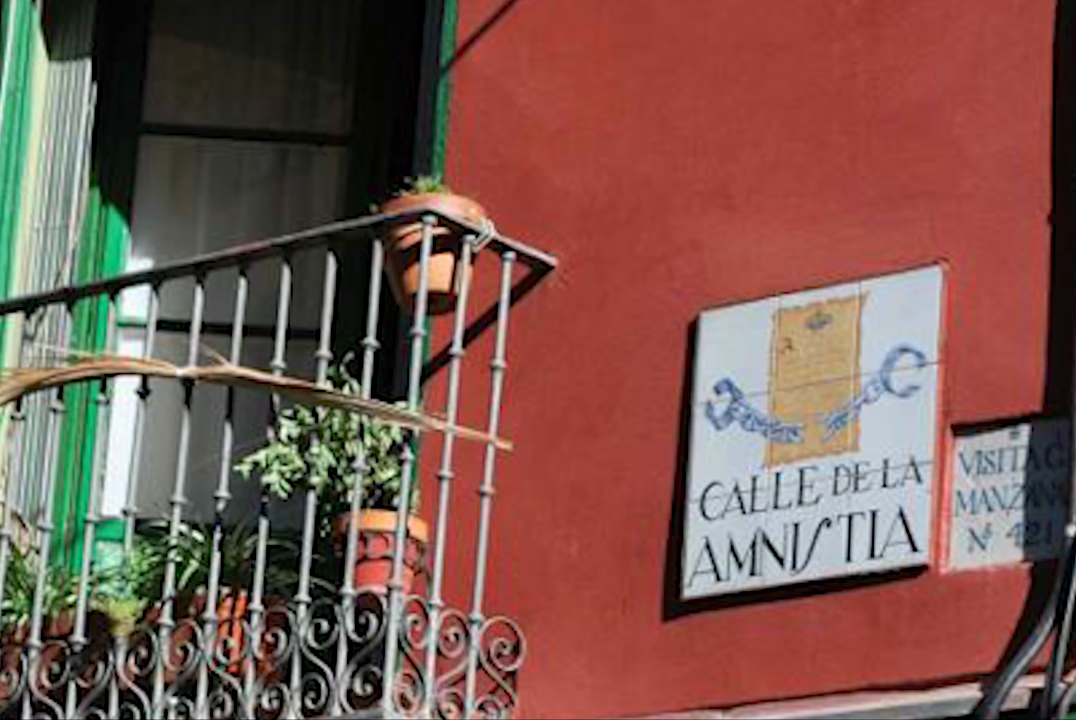 CALLE DE LA
AMNISTIA
VISITA G.
MANZANA
Nº 421